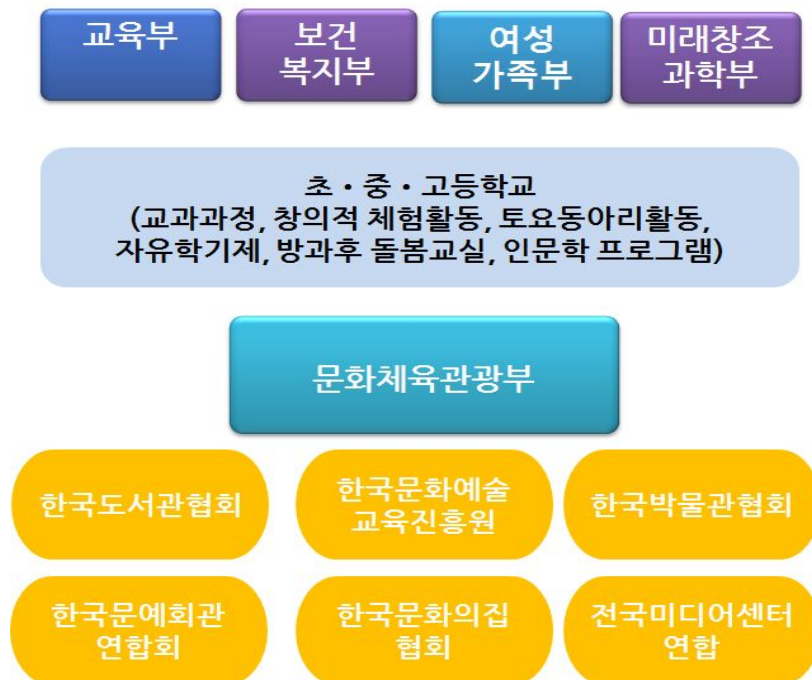 교육부
보건
복지부
여성
가족부
미래창조
과학부
초・중・고등학교
(교과과정, 창의적 체험활동, 토요동아리활동,
자유학기제, 방과후 돌봄교실, 인문학 프로그램)
문화체육관광부
한국도서관협회
한국문화예술
교육진흥원
한국박물관협회
한국문예회관
연합회
한국문화의집
협회
전국미디어센터
연합